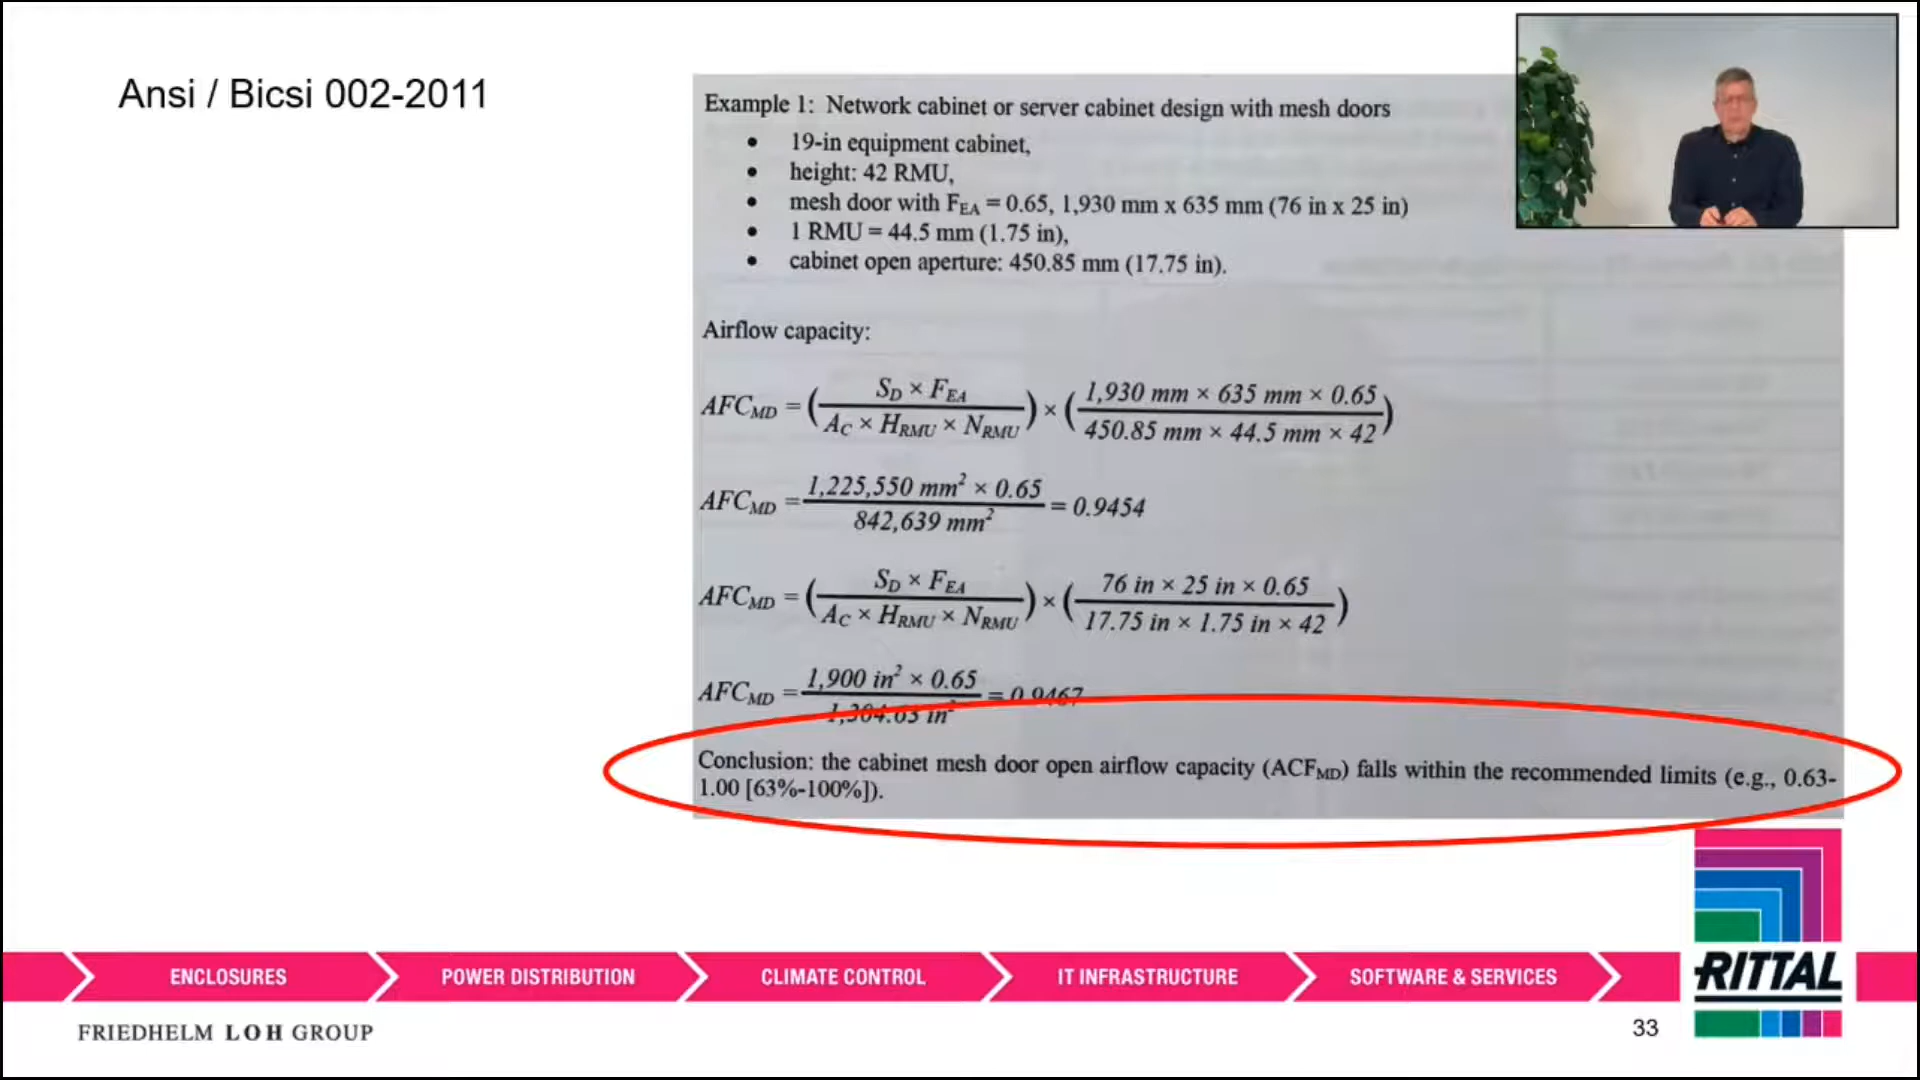 Ansi / Bicsi 002-2011
Example 1: Network cabinet or server cabinet design with mesh doors
• 19-in equipment cabinet,
• height: 42 RMU,
• mesh door with FEA = 0.65, 1,930 mm x 635 mm (76 in x 25 in)
• 1 RMU = 44.5 mm (1.75 in),
• cabinet open aperture: 450.85 mm (17.75 in).
Airflow capacity:
AFCMD = (SD × FEA / AC × HRMU × NRMU) × (1,930 mm × 635 mm × 0.65 / 450.85 mm × 44.5 mm × 42)
AFCMD = 1,225,550 mm² × 0.65 / 842,639 mm² = 0.9454
AFCMD = (SD × FEA / AC × HRMU × NRMU) × (76 in × 25 in × 0.65 / 17.75 in × 1.75 in × 42)
AFCMD = 1,900 in² × 0.65 / 1,304.63 in² = 0.9467
Conclusion: the cabinet mesh door open airflow capacity (ACFMD) falls within the recommended limits (e.g., 0.63-
1.00 [63%-100%]).
ENCLOSURES
POWER DISTRIBUTION
CLIMATE CONTROL
IT INFRASTRUCTURE
SOFTWARE & SERVICES
RITTAL
FRIEDHELM LOH GROUP
33